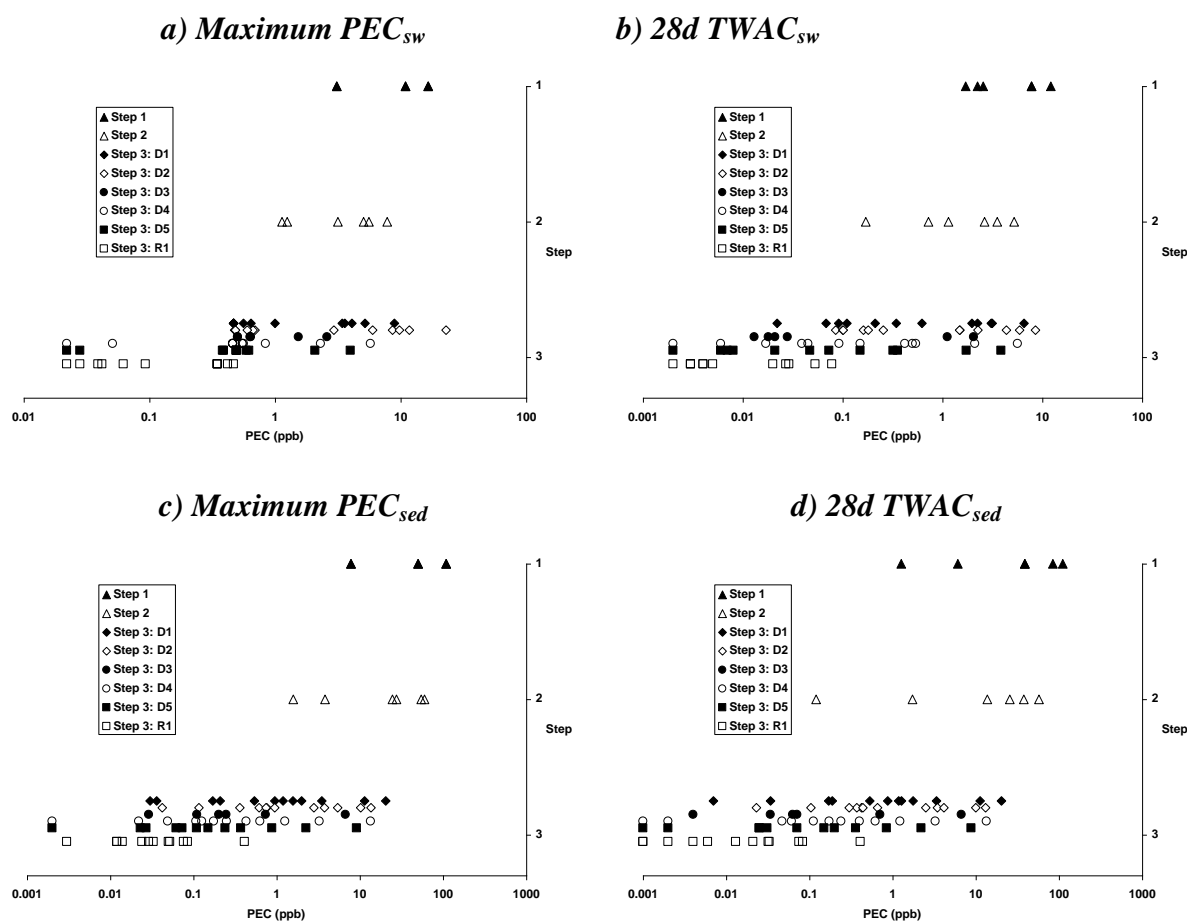 a) Maximum PECsw
1
Step 1
Step 2
Step 3: D1
Step 3: D2
Step 3: D3
Step 3: D4
Step 3: D5
Step 3: R1
2
Step
3
0.01 0.1 1 10 100
PEC (ppb)
b) 28d TWACsw
1
Step 1
Step 2
Step 3: D1
Step 3: D2
Step 3: D3
Step 3: D4
Step 3: D5
Step 3: R1
2
Step
3
0.001 0.01 0.1 1 10 100
PEC (ppb)
c) Maximum PECsed
1
Step 1
Step 2
Step 3: D1
Step 3: D2
Step 3: D3
Step 3: D4
Step 3: D5
Step 3: R1
2
Step
3
0.001 0.01 0.1 1 10 100 1000
PEC (ppb)
d) 28d TWACsed
1
Step 1
Step 2
Step 3: D1
Step 3: D2
Step 3: D3
Step 3: D4
Step 3: D5
Step 3: R1
2
Step
3
0.001 0.01 0.1 1 10 100 1000
PEC (ppb)